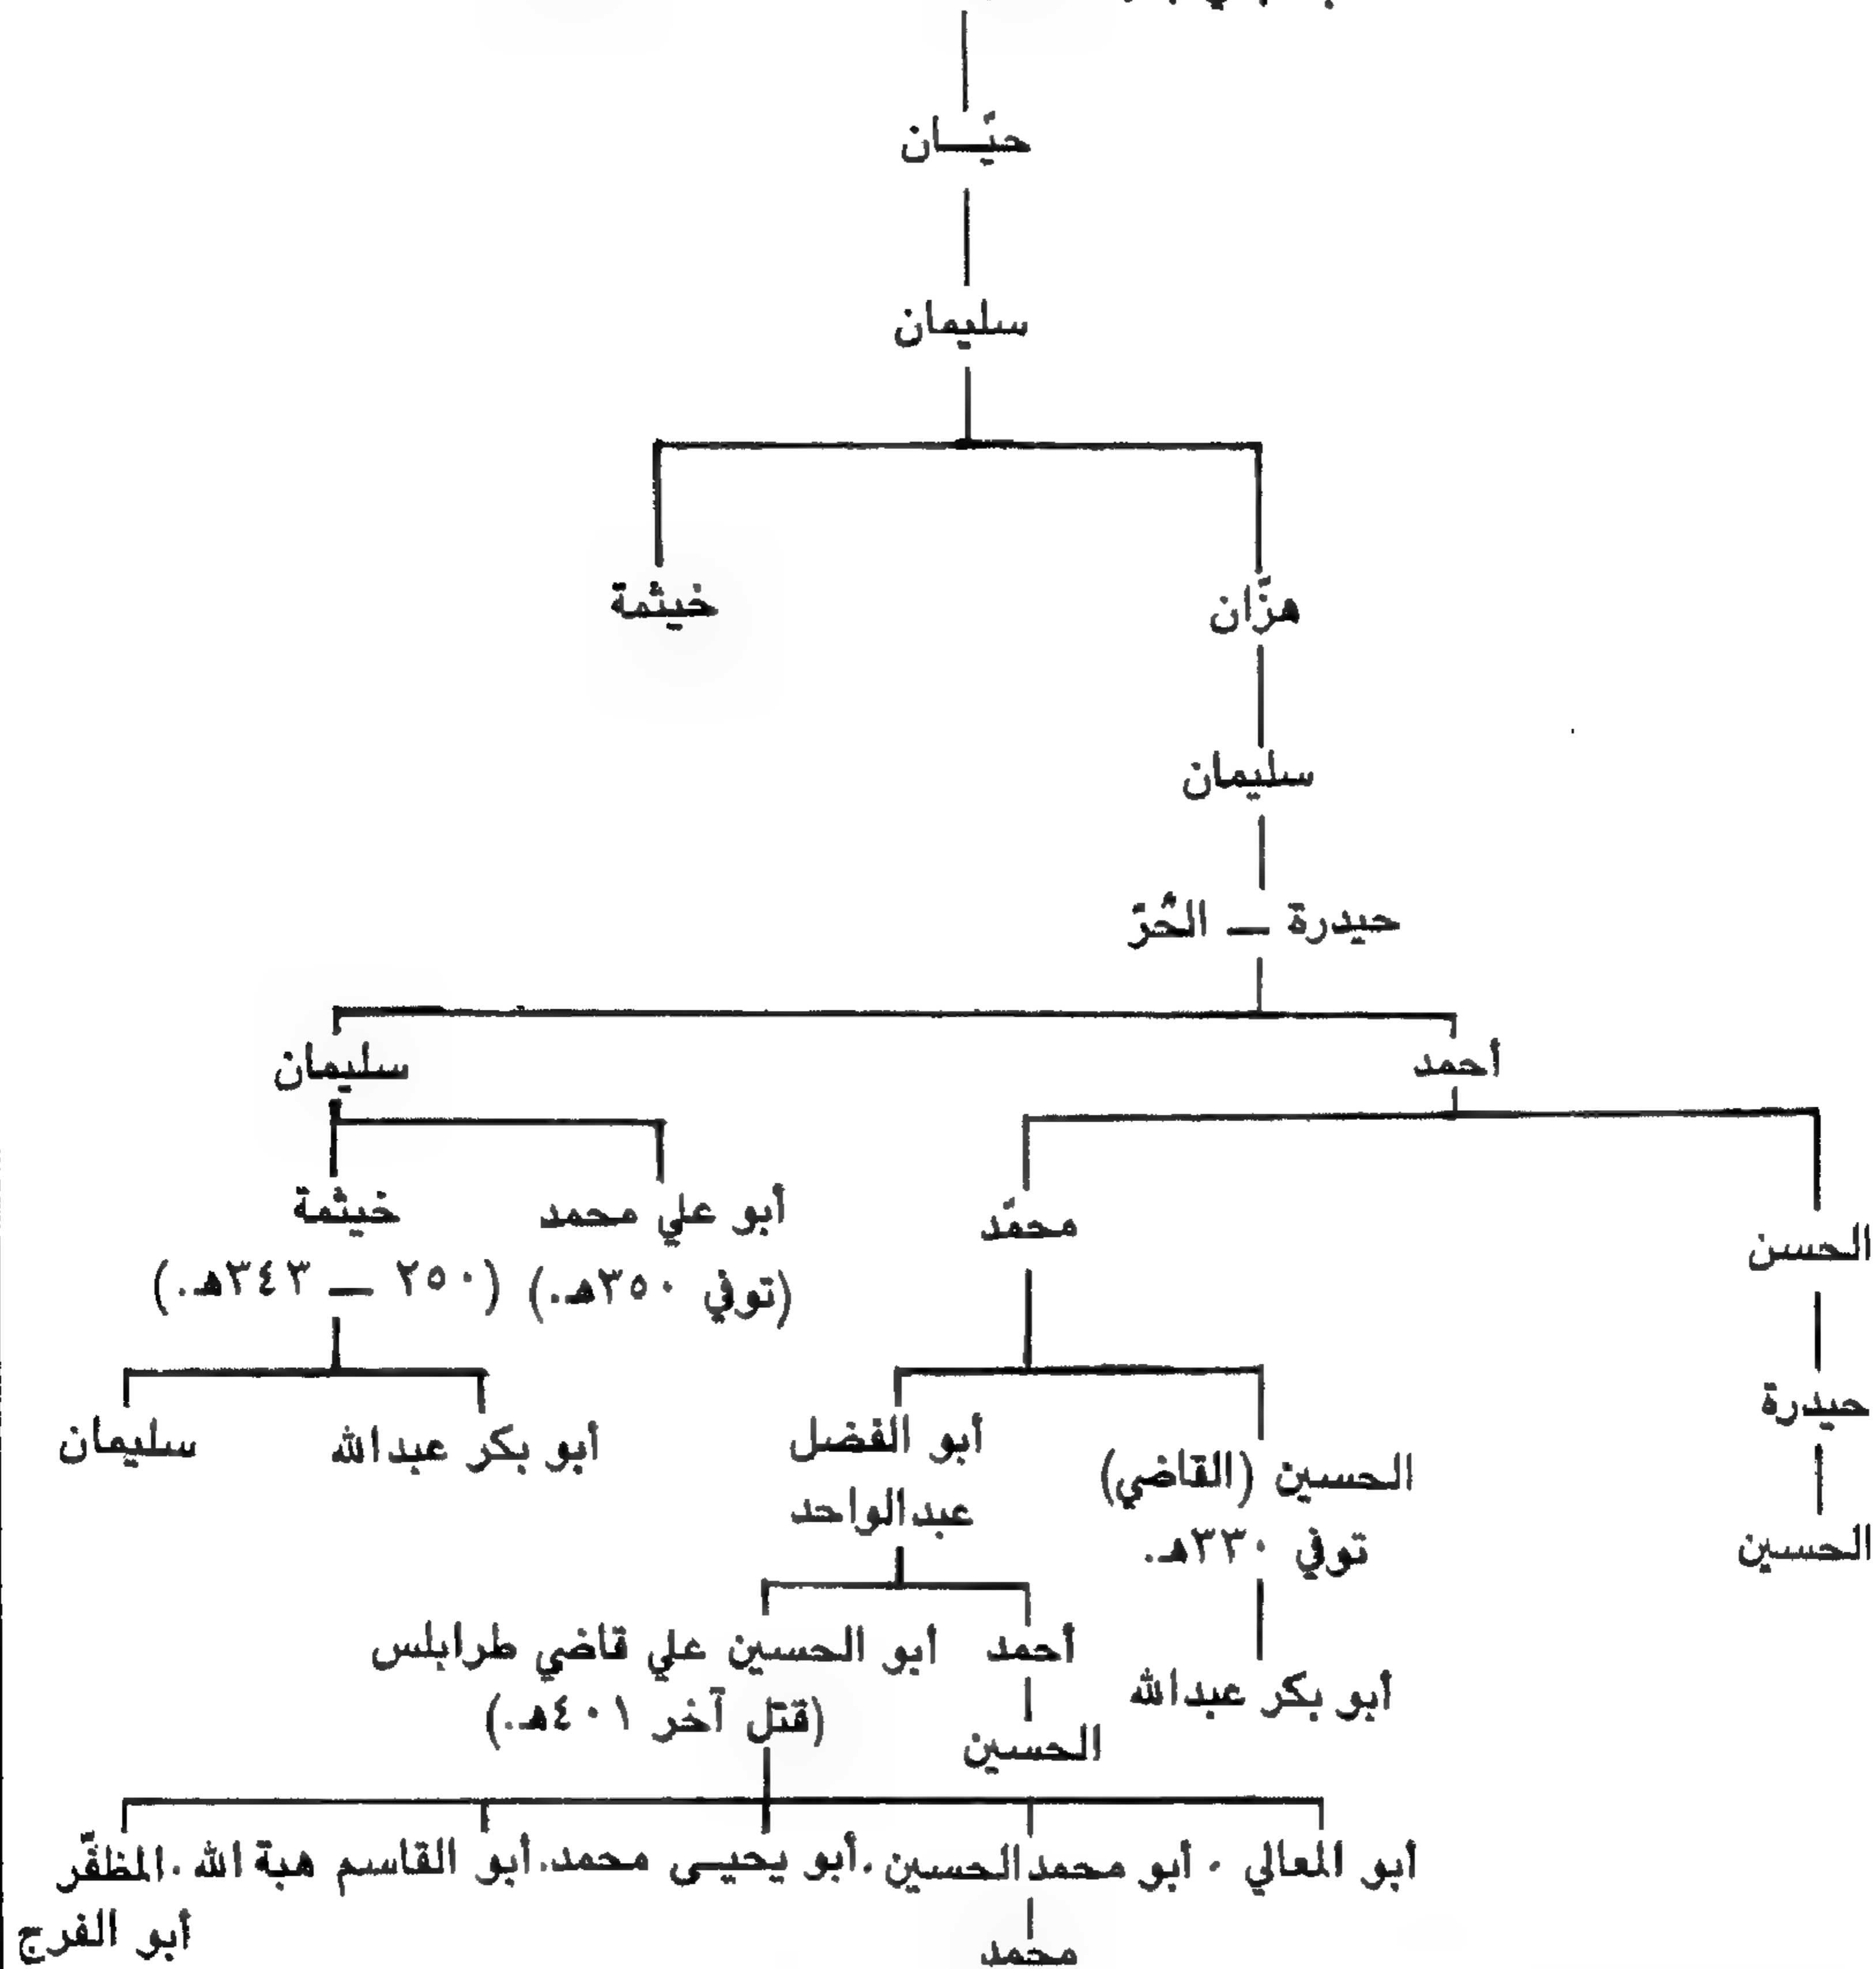 حيّـان
سليمان
هزّان خيثمة
سليمان
حيدرة – الحُرّ
أحمد سليمان
الحسن محمّد أبو علي محمد خيثمة
(توفي ٣٥٠هـ.) (٢٥٠ – ٣٤٣هـ.)
حيدرة الحسين (القاضي) أبو الفضل أبو بكر عبدالله سليمان
الحسين توفي ٣٣٠هـ. عبدالواحد
أبو بكر عبدالله أحمد أبو الحسين علي قاضي طرابلس
الحسين (قتل آخر ٤٠١هـ.)
أبو المعالي . أبو محمد الحسين . أبو يحيـى محمد . أبو القاسم هبة الله . المظفّر
أبو الفرج
محمد